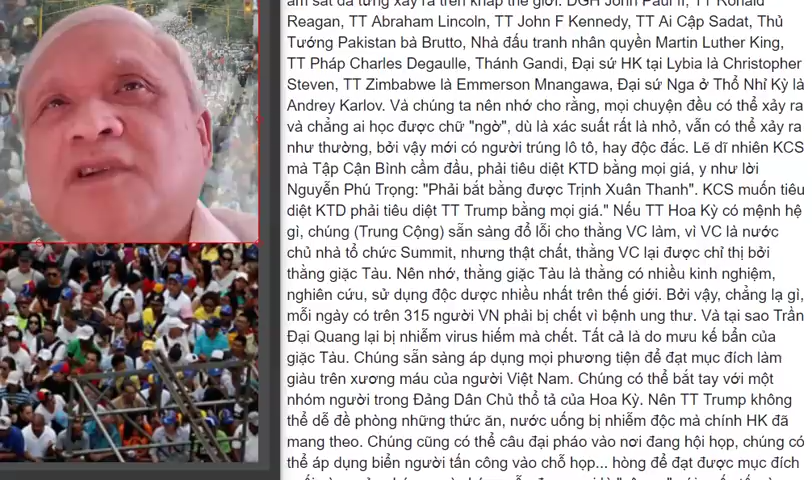 ám sát đã từng xảy ra trên khắp thế giới. ĐGH John Paul II, TT Ronald
Reagan, TT Abraham Lincoln, TT John F Kennedy, TT Ai Cập Sadat, Thủ
Tướng Pakistan bà Brutto, Nhà đấu tranh nhân quyền Martin Luther King,
TT Pháp Charles Degaulle, Thánh Gandi, Đại sứ HK tại Lybia là Christopher
Steven, TT Zimbabwe là Emmerson Mnangawa, Đại sứ Nga ở Thổ Nhỉ Kỳ là
Andrey Karlov. Và chúng ta nên nhớ cho rằng, mọi chuyện đều có thể xảy ra
và chẳng ai học được chữ "ngờ", dù là xác suất rất là nhỏ, vẫn có thể xảy ra
như thường, bởi vậy mới có người trúng lô tô, hay độc đắc. Lẽ dĩ nhiên KCS
mà Tập Cận Bình cầm đầu, phải tiêu diệt KTD bằng mọi giá, y như lời
Nguyễn Phú Trọng: "Phải bắt bằng được Trịnh Xuân Thanh". KCS muốn tiêu
diệt KTD phải tiêu diệt TT Trump bằng mọi giá." Nếu TT Hoa Kỳ có mệnh hệ
gì, chúng (Trung Cộng) sẵn sàng đổ lỗi cho thằng VC làm, vì VC là nước
chủ nhà tổ chức Summit, nhưng thật chất, thằng VC lại được chỉ thị bởi
thằng giặc Tàu. Nên nhớ, thằng giặc Tàu là thằng có nhiều kinh nghiệm,
nghiên cứu, sử dụng độc dược nhiều nhất trên thế giới. Bởi vậy, chẳng lạ gì,
mỗi ngày có trên 315 người VN phải bị chết vì bệnh ung thư. Và tại sao Trần
Đại Quang lại bị nhiễm virus hiếm mà chết. Tất cả là do mưu kế bẩn của
giặc Tàu. Chúng sẵn sàng áp dụng mọi phương tiện để đạt mục đích làm
giàu trên xương máu của người Việt Nam. Chúng có thể bắt tay với một
nhóm người trong Đảng Dân Chủ thổ tả của Hoa Kỳ. Nên TT Trump không
thể dễ đề phòng những thức ăn, nước uống bị nhiễm độc mà chính HK đã
mang theo. Chúng cũng có thể câu đại pháo vào nơi đang hội họp, chúng có
thể áp dụng biển người tấn công vào chỗ họp... hòng để đạt được mục đích